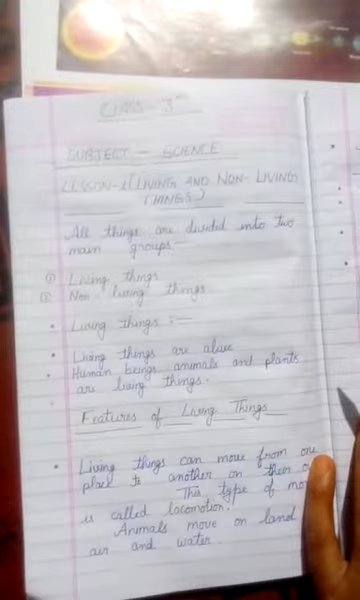 CLASS - 3rd
SUBJECT - SCIENCE
LESSON-1 (LIVING AND NON-LIVING
THINGS)
All things are divided into two
main groups
① Living things
② Non-living things
• Living things :-
• Living things are alive
• Human beings animals and plants
are living things.
Features of Living Things
• Living things can move from one
place to another on their
This type of
is called locomotion.
Animals move on land
air and water.